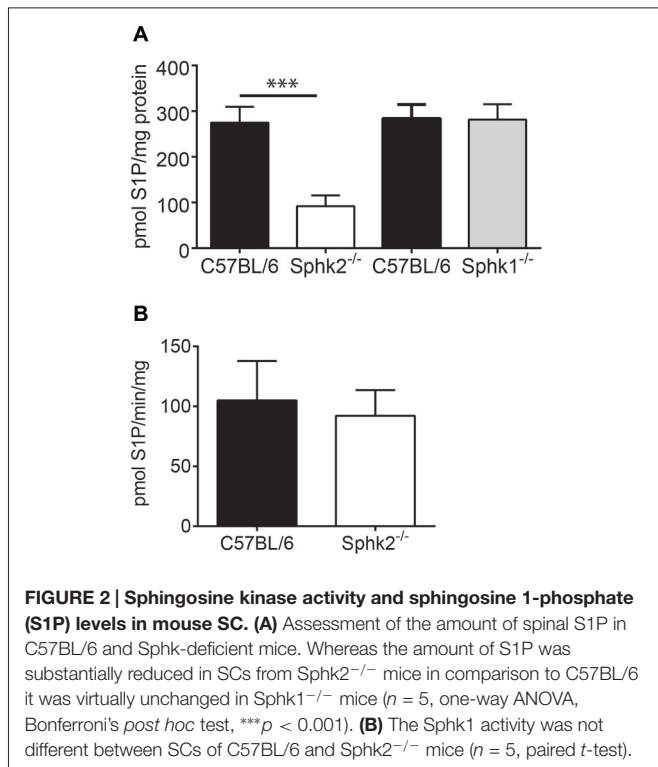 A
400
300
100
0
pmol S1P/mg protein
***
C57BL/6 Sphk2⁻/⁻ C57BL/6 Sphk1⁻/⁻
B
150
100
50
0
pmol S1P/min/mg
C57BL/6 Sphk2⁻/⁻
FIGURE 2 | Sphingosine kinase activity and sphingosine 1-phosphate
(S1P) levels in mouse SC. (A) Assessment of the amount of spinal S1P in
C57BL/6 and Sphk-deficient mice. Whereas the amount of S1P was
substantially reduced in SCs from Sphk2⁻/⁻ mice in comparison to C57BL/6
it was virtually unchanged in Sphk1⁻/⁻ mice (n = 5, one-way ANOVA,
Bonferroni's post hoc test, ***p < 0.001). (B) The Sphk1 activity was not
different between SCs of C57BL/6 and Sphk2⁻/⁻ mice (n = 5, paired t-test).